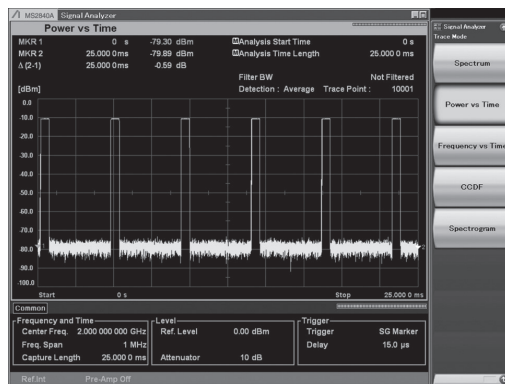 MS2840A Signal Analyzer
Power vs Time
MKR 1 0 s -79.30 dBm
MKR 2 25.000 0ms -79.89 dBm
Δ (2-1) 25.000 0ms -0.59 dB
M Analysis Start Time 0 s
M Analysis Time Length 25.000 0 ms
Filter BW Not Filtered
Detection : Average Trace Point : 10001
[dBm]
0.0
-10.0
-20.0
-30.0
-40.0
-50.0
-60.0
-70.0
-80.0
1
2
-90.0
-100.0
Start 0 s Stop 25.000 0 ms
Common
Frequency and Time
Center Freq. 2.000 000 000 GHz
Freq. Span 1 MHz
Capture Length 25.000 0 ms
Level
Ref. Level 0.00 dBm
Attenuator 10 dB
Trigger
Trigger SG Marker
Delay 15.0 μs
Ref.Int Pre-Amp Off
Signal Analyzer
Trace Mode
Spectrum
Power vs Time
Frequency vs Time
CCDF
Spectrogram